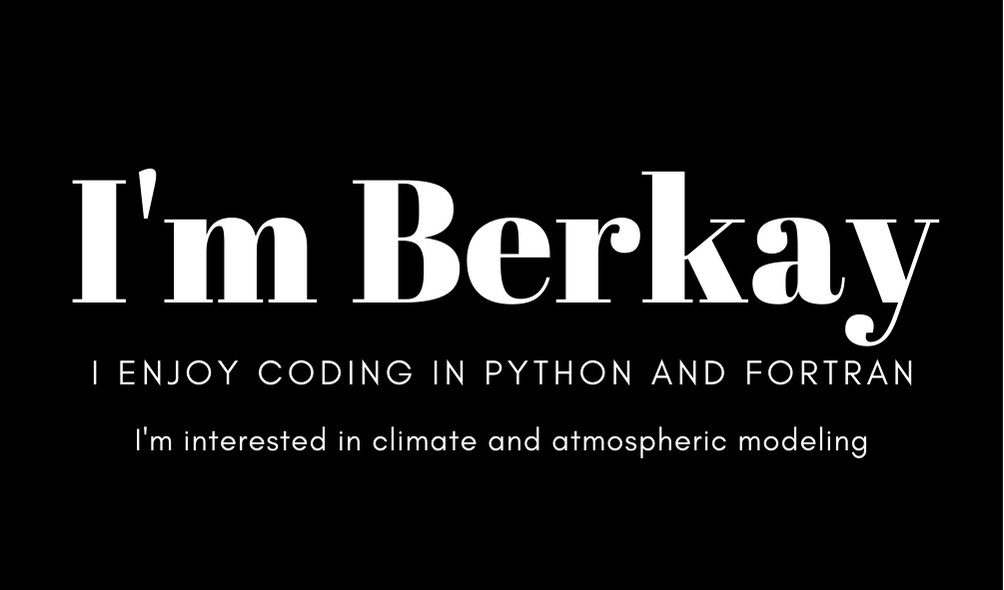 I'm Berkay
I ENJOY CODING IN PYTHON AND FORTRAN
I'm interested in climate and atmospheric modeling